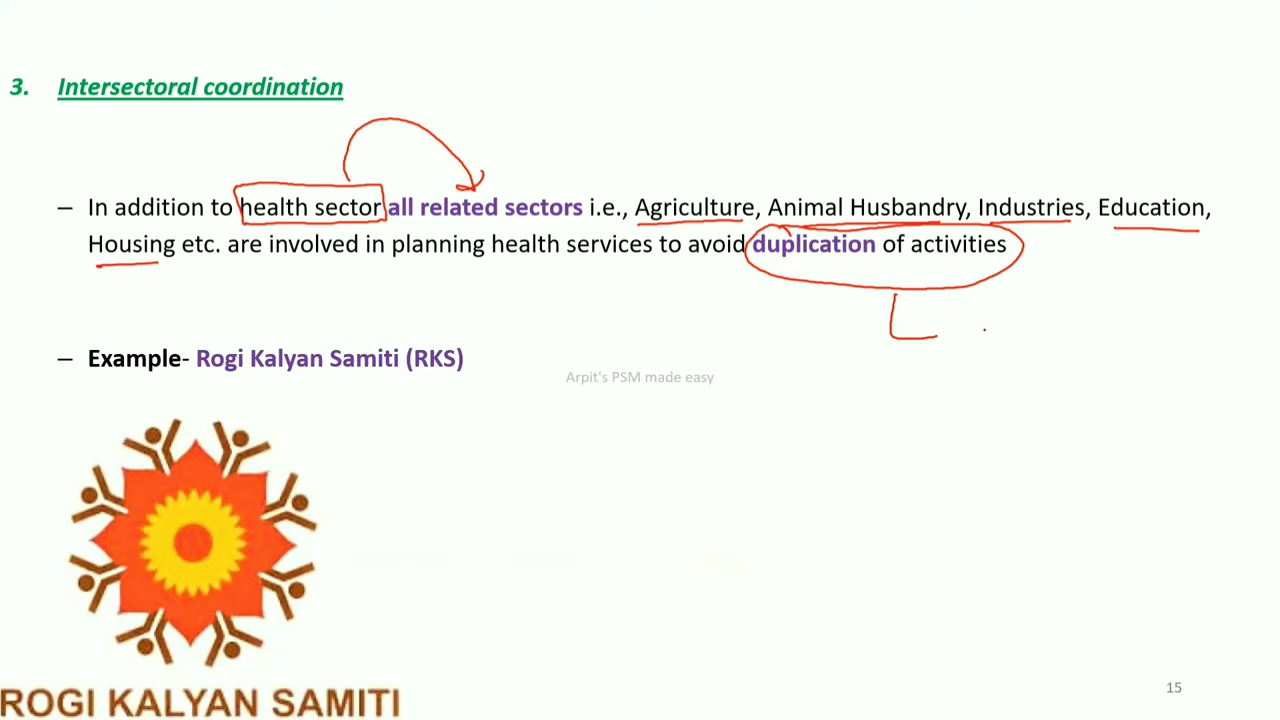 3. Intersectoral coordination
– In addition to health sector all related sectors i.e., Agriculture, Animal Husbandry, Industries, Education,
Housing etc. are involved in planning health services to avoid duplication of activities
– Example- Rogi Kalyan Samiti (RKS)
Arpit's PSM made easy
ROGI KALYAN SAMITI
15